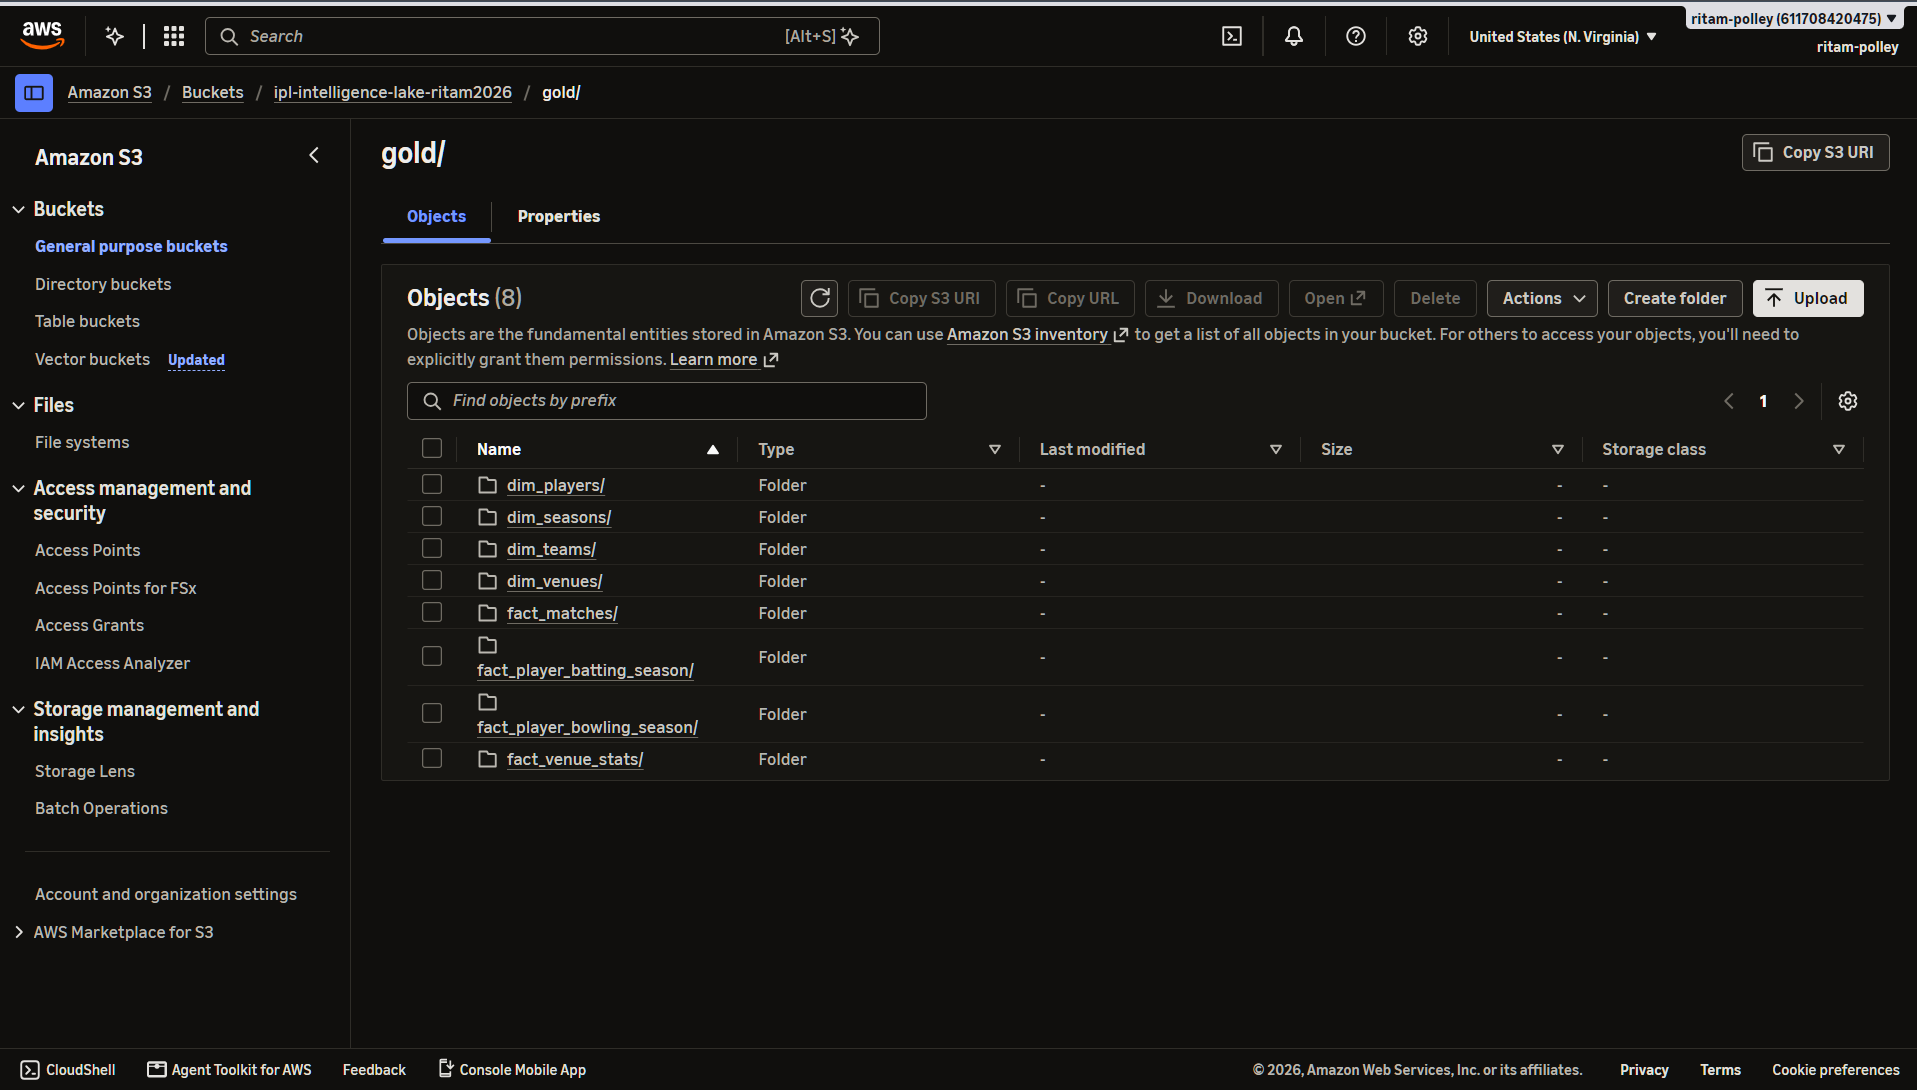 aws
Search [Alt+S]
United States (N. Virginia)
ritam-polley (611708420475)
ritam-polley
Amazon S3 / Buckets / ipl-intelligence-lake-ritam2026 / gold/
Amazon S3
Buckets
General purpose buckets
Directory buckets
Table buckets
Vector buckets Updated
Files
File systems
Access management and
security
Access Points
Access Points for FSx
Access Grants
IAM Access Analyzer
Storage management and
insights
Storage Lens
Batch Operations
Account and organization settings
AWS Marketplace for S3
gold/
Copy S3 URI
Objects Properties
Objects (8)
Copy S3 URI Copy URL Download Open Delete Actions Create folder Upload
Objects are the fundamental entities stored in Amazon S3. You can use Amazon S3 inventory to get a list of all objects in your bucket. For others to access your objects, you'll need to
explicitly grant them permissions. Learn more
Find objects by prefix
1
Name Type Last modified Size Storage class
dim_players/ Folder - - -
dim_seasons/ Folder - - -
dim_teams/ Folder - - -
dim_venues/ Folder - - -
fact_matches/ Folder - - -
fact_player_batting_season/ Folder - - -
fact_player_bowling_season/ Folder - - -
fact_venue_stats/ Folder - - -
CloudShell Agent Toolkit for AWS Feedback Console Mobile App
© 2026, Amazon Web Services, Inc. or its affiliates. Privacy Terms Cookie preferences